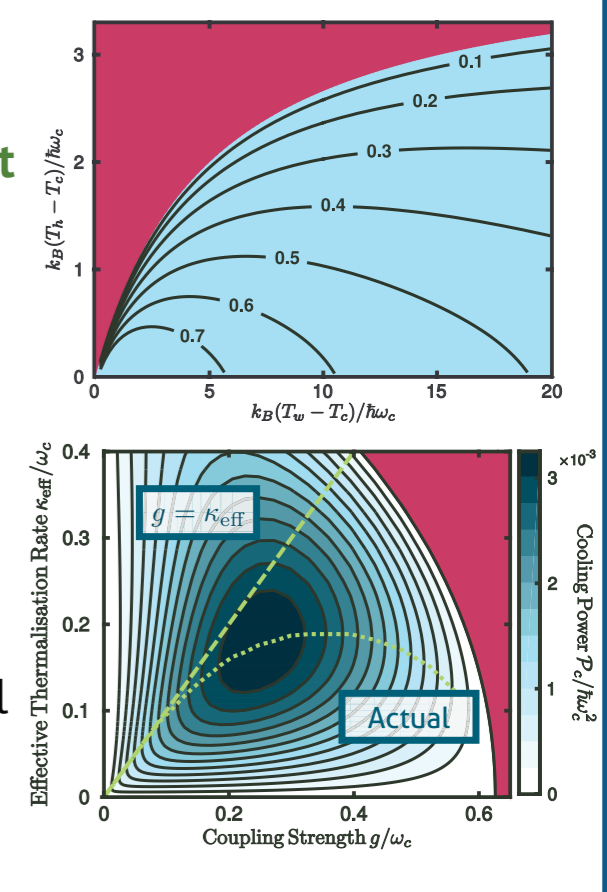 t
3
2
1
0
k_B(T_h − T_c)/ħω_c
0.1
0.2
0.3
0.4
0.5
0.6
0.7
0 5 10 15 20
k_B(T_w − T_c)/ħω_c
0.4
0.3
0.2
0.1
0
Effective Thermalisation Rate κ_eff/ω_c
g = κ_eff
Actual
0 0.2 0.4 0.6
Coupling Strength g/ω_c
×10⁻³
3
2
1
0
Cooling Power 𝒫_c/ħω_c²
l